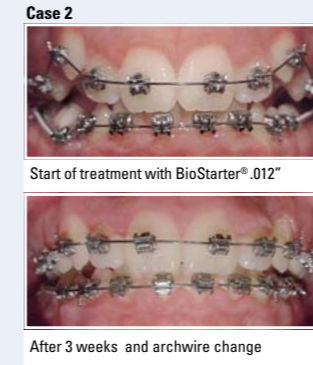 Case 2
Start of treatment with BioStarter® .012”
After 3 weeks and archwire change